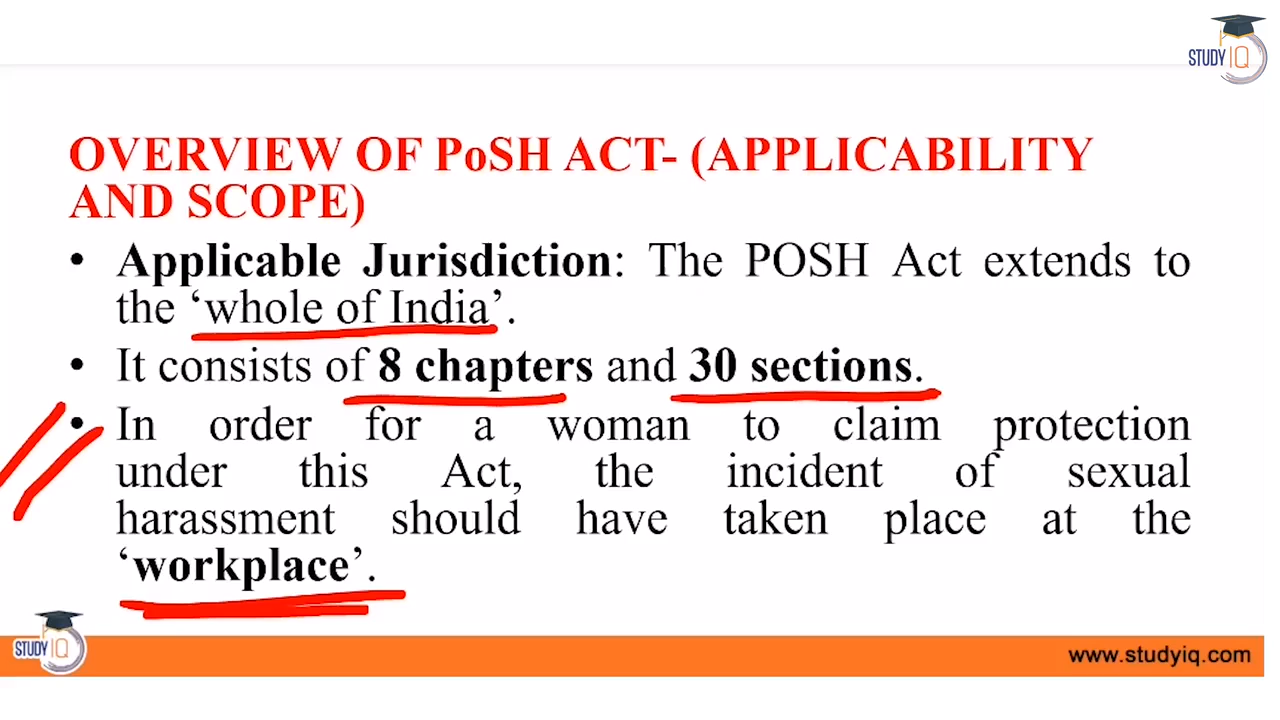 STUDY IQ
OVERVIEW OF PoSH ACT- (APPLICABILITY
AND SCOPE)
• Applicable Jurisdiction: The POSH Act extends to
the ‘whole of India’.
• It consists of 8 chapters and 30 sections.
• In order for a woman to claim protection
under this Act, the incident of sexual
harassment should have taken place at the
‘workplace’.
STUDY IQ
www.studyiq.com